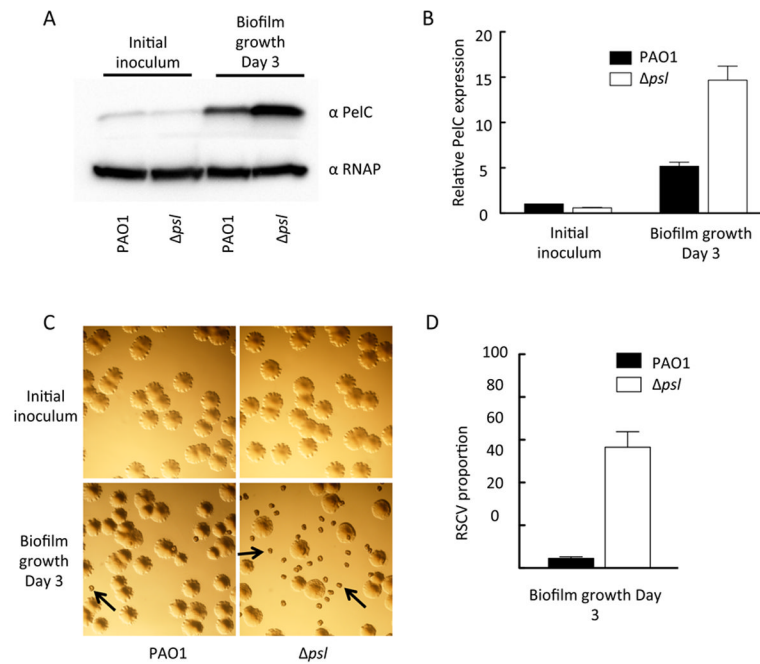 A
Initial
inoculum
Biofilm
growth
Day 3
α PelC
α RNAP
PAO1
Δpsl
PAO1
Δpsl
B
Relative PelC expression
20
15
10
5
0
PAO1
Δpsl
Initial
inoculum
Biofilm growth
Day 3
C
Initial
inoculum
Biofilm
growth
Day 3
PAO1
Δpsl
D
RSCV proportion
100
80
60
40
20
0
PAO1
Δpsl
Biofilm growth Day
3